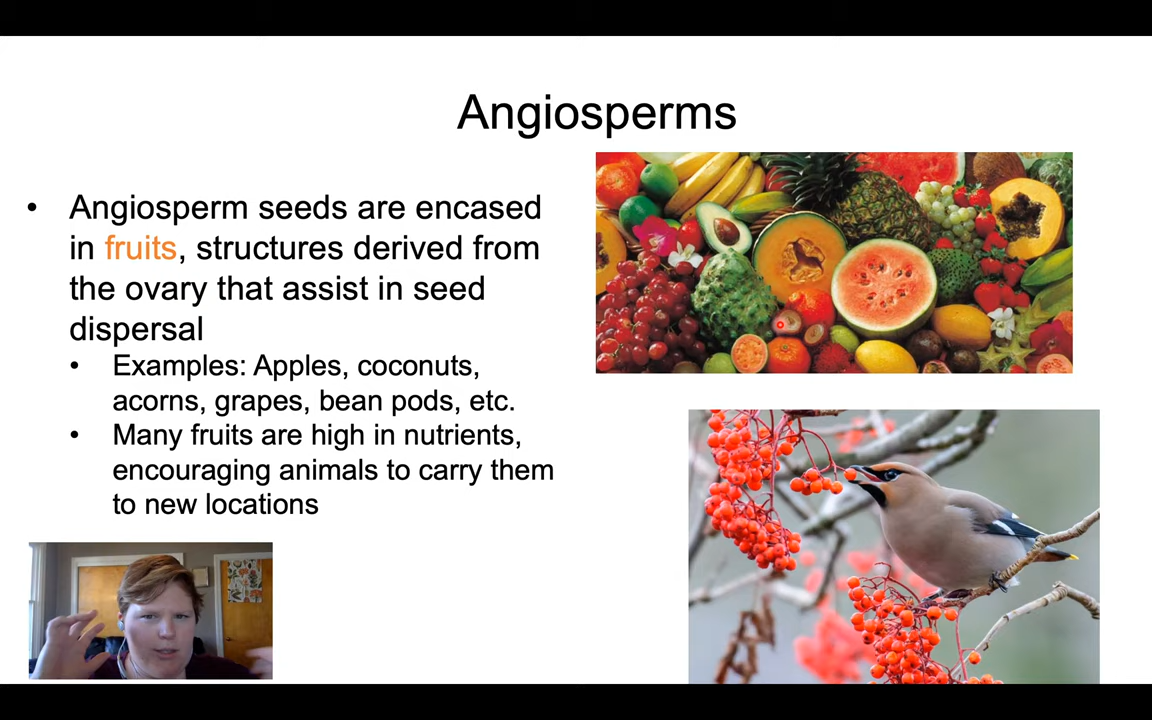 Angiosperms
• Angiosperm seeds are encased
in fruits, structures derived from
the ovary that assist in seed
dispersal
• Examples: Apples, coconuts,
acorns, grapes, bean pods, etc.
• Many fruits are high in nutrients,
encouraging animals to carry them
to new locations